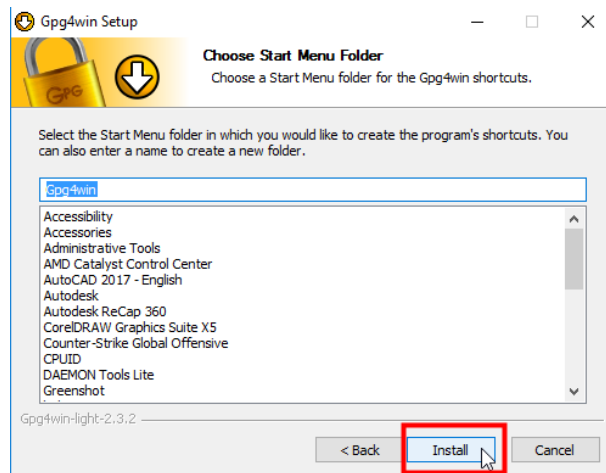 Gpg4win Setup
Choose Start Menu Folder
Choose a Start Menu folder for the Gpg4win shortcuts.
GPG
Select the Start Menu folder in which you would like to create the program's shortcuts. You
can also enter a name to create a new folder.
Gpg4win
Accessibility
Accessories
Administrative Tools
AMD Catalyst Control Center
AutoCAD 2017 - English
Autodesk
Autodesk ReCap 360
CorelDRAW Graphics Suite X5
Counter-Strike Global Offensive
CPUID
DAEMON Tools Lite
Greenshot
Gpg4win-light-2.3.2
< Back Install Cancel